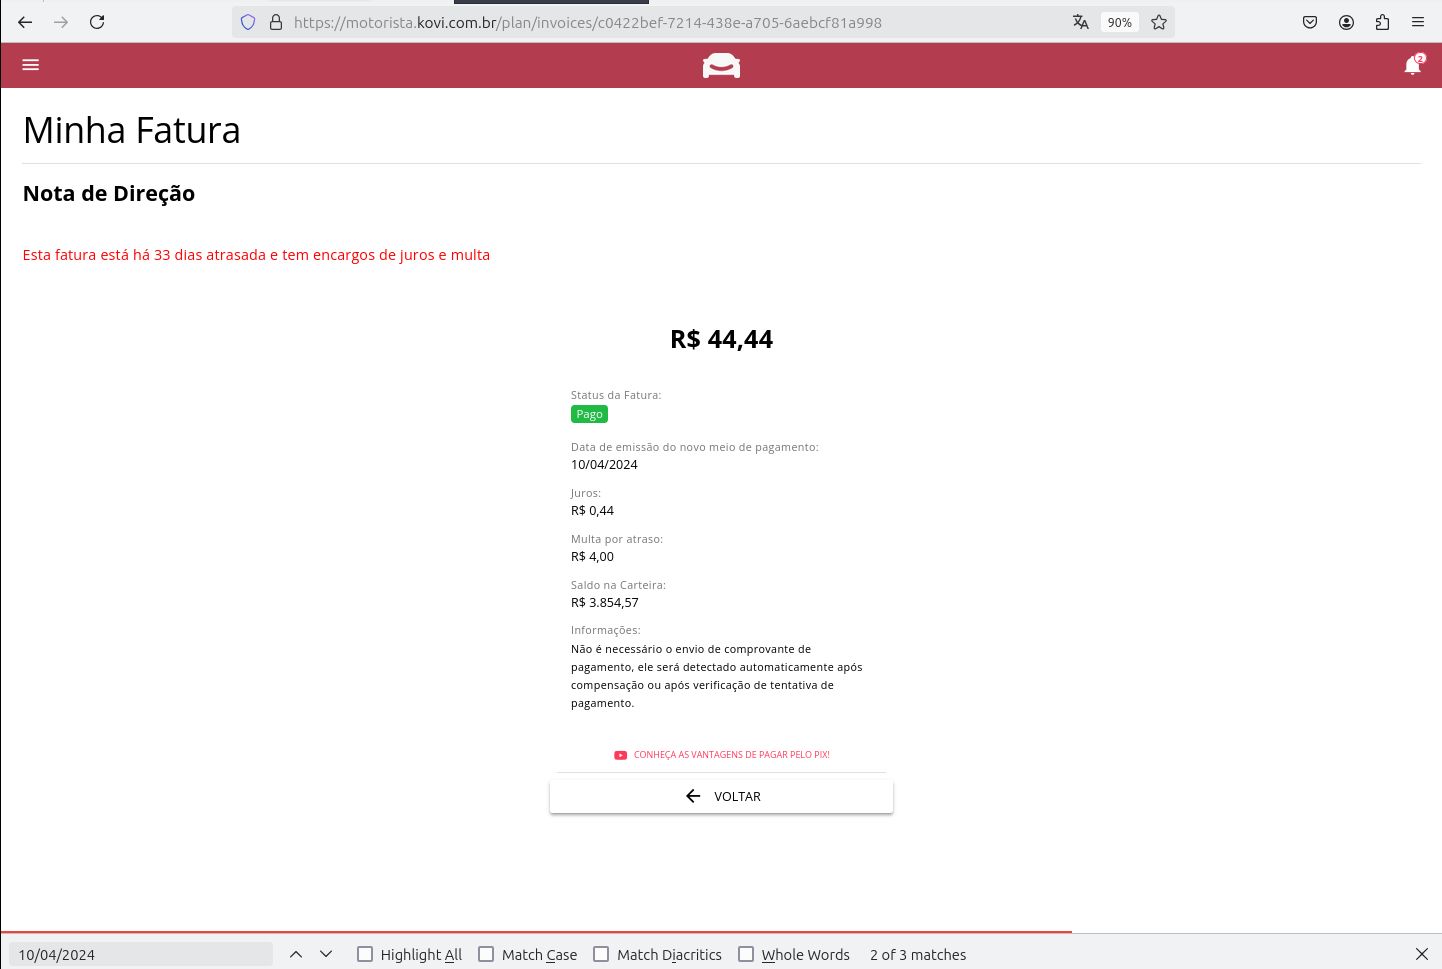 https://motorista.kovi.com.br/plan/invoices/c0422bef-7214-438e-a705-6aebcf81a998
90%
2
Minha Fatura
Nota de Direção
Esta fatura está há 33 dias atrasada e tem encargos de juros e multa
R$ 44,44
Status da Fatura:
Pago
Data de emissão do novo meio de pagamento:
10/04/2024
Juros:
R$ 0,44
Multa por atraso:
R$ 4,00
Saldo na Carteira:
R$ 3.854,57
Informações:
Não é necessário o envio de comprovante de
pagamento, ele será detectado automaticamente após
compensação ou após verificação de tentativa de
pagamento.
CONHEÇA AS VANTAGENS DE PAGAR PELO PIX!
VOLTAR
10/04/2024 Highlight All Match Case Match Diacritics Whole Words 2 of 3 matches